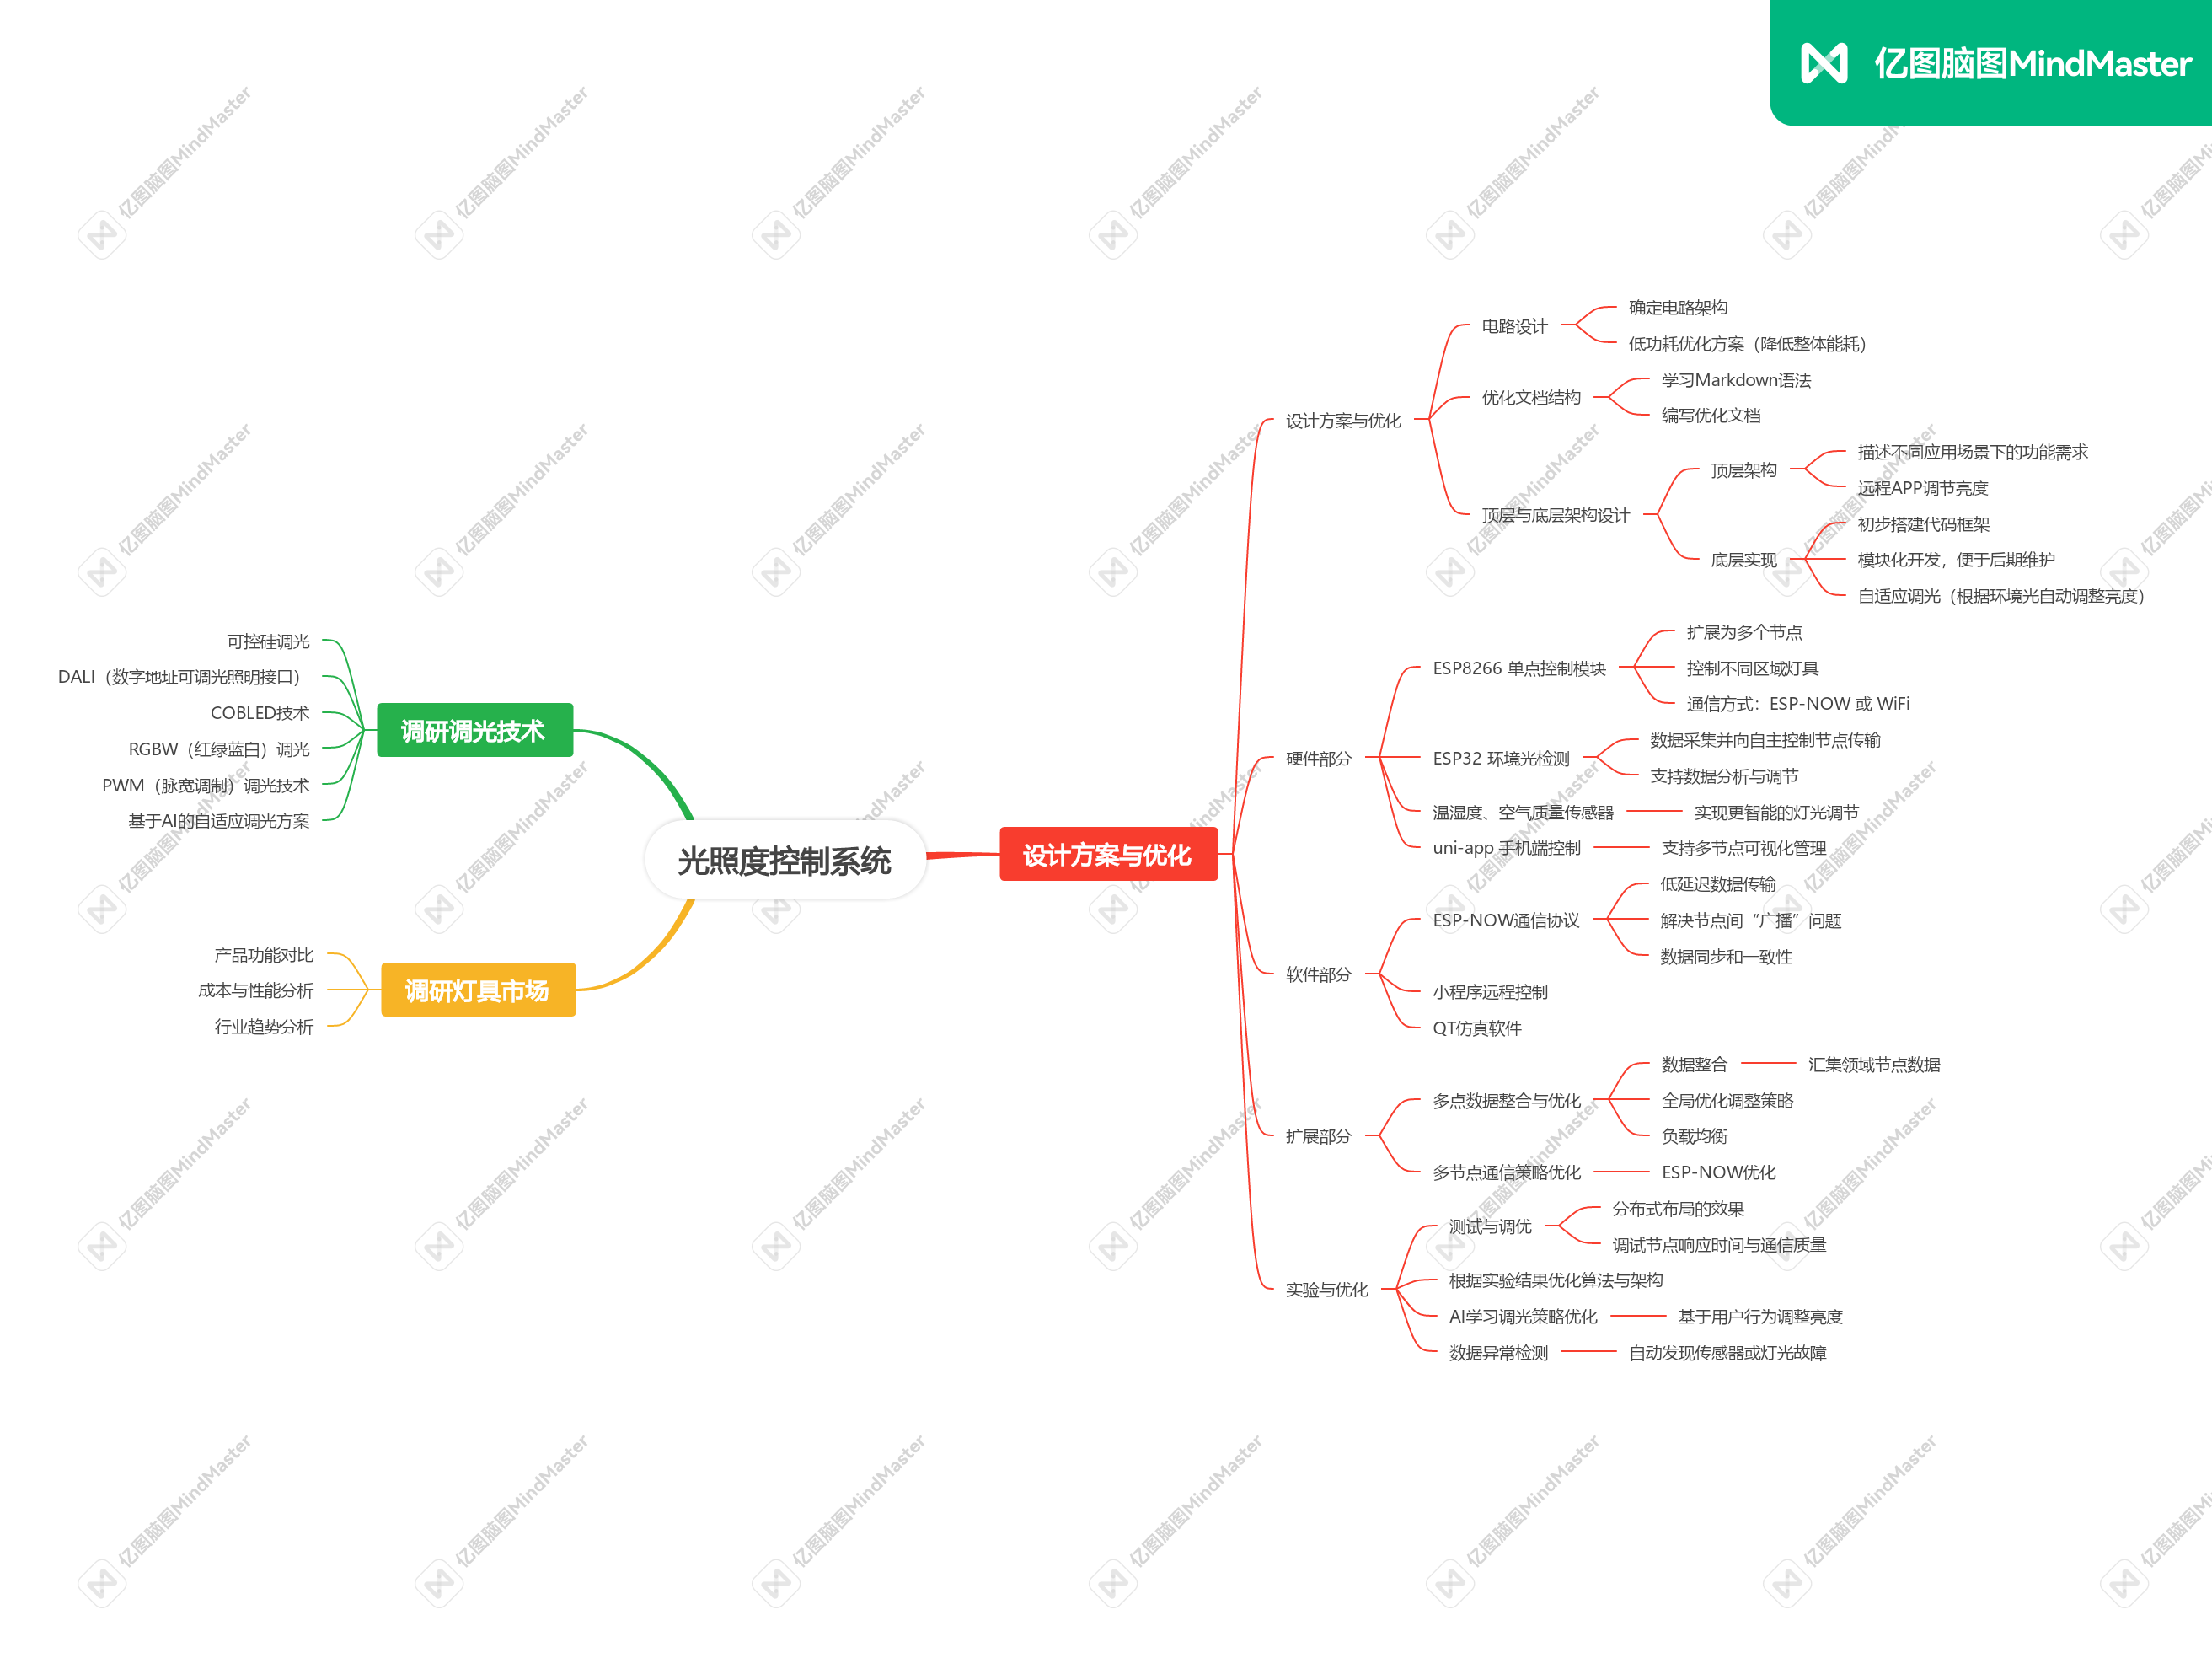 亿图脑图MindMaster
光照度控制系统
调研调光技术
可控硅调光
DALI（数字地址可调光照明接口）
COBLED技术
RGBW（红绿蓝白）调光
PWM（脉宽调制）调光技术
基于AI的自适应调光方案
调研灯具市场
产品功能对比
成本与性能分析
行业趋势分析
设计方案与优化
设计方案与优化
电路设计
确定电路架构
低功耗优化方案（降低整体能耗）
优化文档结构
学习Markdown语法
编写优化文档
顶层与底层架构设计
顶层架构
描述不同应用场景下的功能需求
远程APP调节亮度
底层实现
初步搭建代码框架
模块化开发，便于后期维护
自适应调光（根据环境光自动调整亮度）
硬件部分
ESP8266 单点控制模块
扩展为多个节点
控制不同区域灯具
通信方式：ESP-NOW 或 WiFi
ESP32 环境光检测
数据采集并向自主控制节点传输
支持数据分析与调节
温湿度、空气质量传感器
实现更智能的灯光调节
uni-app 手机端控制
支持多节点可视化管理
软件部分
ESP-NOW通信协议
低延迟数据传输
解决节点间“广播”问题
数据同步和一致性
小程序远程控制
QT仿真软件
扩展部分
多点数据整合与优化
数据整合
汇集领域节点数据
全局优化调整策略
负载均衡
多节点通信策略优化
ESP-NOW优化
实验与优化
测试与调优
分布式布局的效果
调试节点响应时间与通信质量
根据实验结果优化算法与架构
AI学习调光策略优化
基于用户行为调整亮度
数据异常检测
自动发现传感器或灯光故障